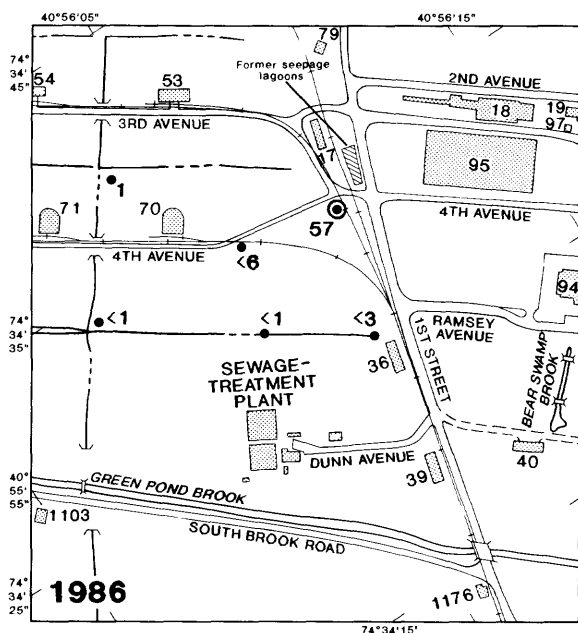 40°56'05"
40°56'15"
74°
34'
45"
79
Former seepage
lagoons
2ND AVENUE
54
53
18
19
97
3RD AVENUE
17
95
1
71
70
57
4TH AVENUE
4TH AVENUE
<6
94
<1
<1
<3
RAMSEY
AVENUE
74°
34'
35"
1ST STREET
36
SEWAGE-
TREATMENT
PLANT
BEAR SWAMP
BROOK
40
DUNN AVENUE
39
40°
55'
55"
GREEN POND BROOK
1103
SOUTH BROOK ROAD
74°
34'
25"
1986
1176
74°34'15"